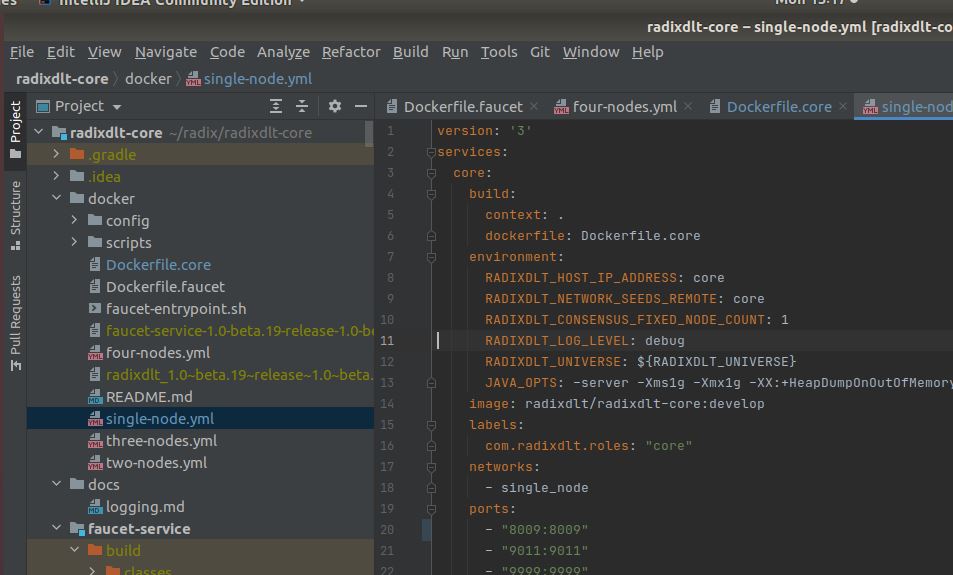 IntelliJ IDEA Community Edition
Mon 15:17
radixdlt-core – single-node.yml [radixdlt-co
File Edit View Navigate Code Analyze Refactor Build Run Tools Git Window Help
radixdlt-core docker single-node.yml
Project
Dockerfile.faucet four-nodes.yml Dockerfile.core single-nod
Project
Structure
Pull Requests
radixdlt-core ~/radix/radixdlt-core
.gradle
.idea
docker
config
scripts
Dockerfile.core
Dockerfile.faucet
faucet-entrypoint.sh
faucet-service-1.0-beta.19-release-1.0-be
four-nodes.yml
radixdlt_1.0~beta.19~release~1.0~beta.
README.md
single-node.yml
three-nodes.yml
two-nodes.yml
docs
logging.md
faucet-service
build
classes
1 version: '3'
2 services:
3 core:
4 build:
5 context: .
6 dockerfile: Dockerfile.core
7 environment:
8 RADIXDLT_HOST_IP_ADDRESS: core
9 RADIXDLT_NETWORK_SEEDS_REMOTE: core
10 RADIXDLT_CONSENSUS_FIXED_NODE_COUNT: 1
11 RADIXDLT_LOG_LEVEL: debug
12 RADIXDLT_UNIVERSE: ${RADIXDLT_UNIVERSE}
13 JAVA_OPTS: -server -Xms1g -Xmx1g -XX:+HeapDumpOnOutOfMemory
14 image: radixdlt/radixdlt-core:develop
15 labels:
16 com.radixdlt.roles: "core"
17 networks:
18 - single_node
19 ports:
20 - "8009:8009"
21 - "9011:9011"
22 - "9999:9999"